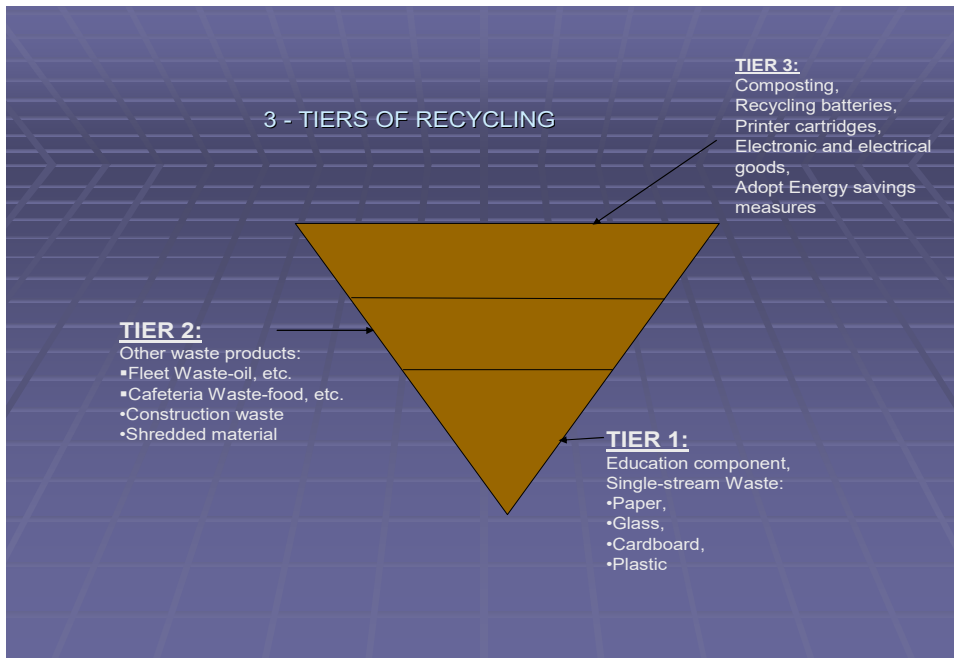 3 - TIERS OF RECYCLING
TIER 3:
Composting,
Recycling batteries,
Printer cartridges,
Electronic and electrical
goods,
Adopt Energy savings
measures
TIER 2:
Other waste products:
▪Fleet Waste-oil, etc.
▪Cafeteria Waste-food, etc.
•Construction waste
•Shredded material
TIER 1:
Education component,
Single-stream Waste:
•Paper,
•Glass,
•Cardboard,
•Plastic